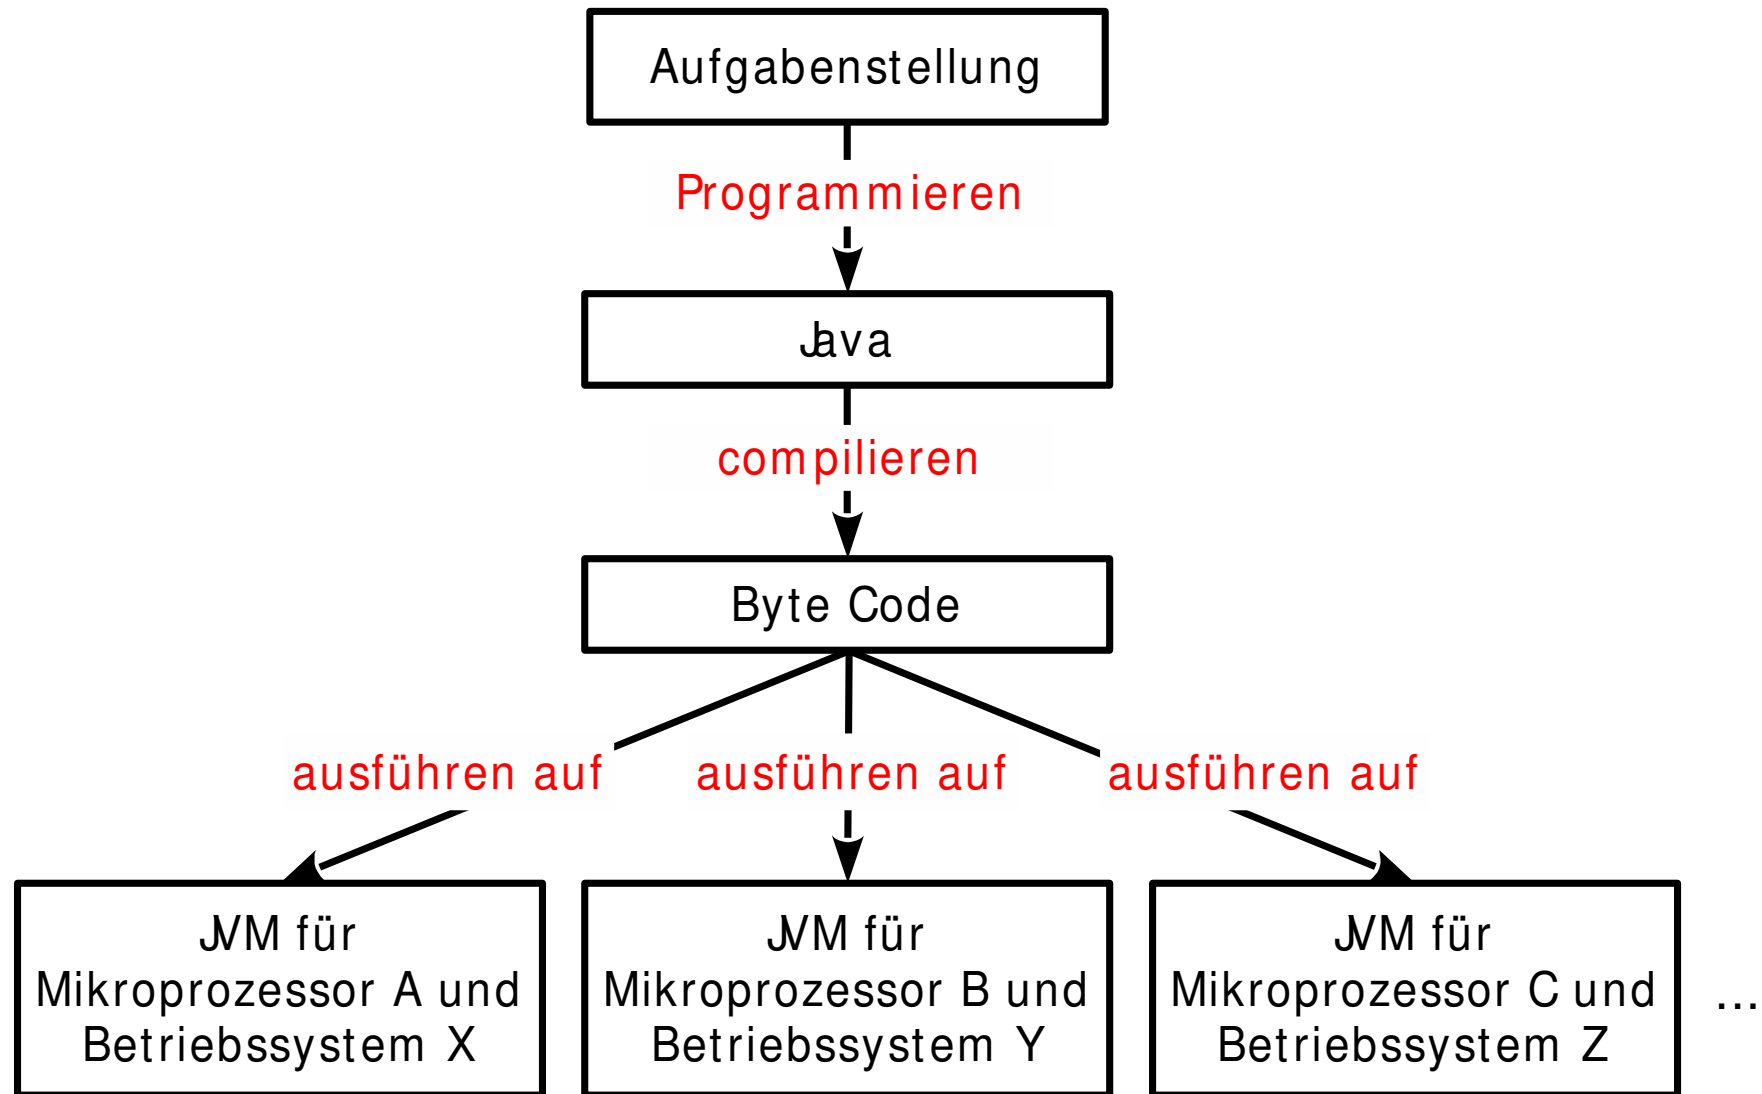 Aufgabenstellung
Programmieren
Java
compilieren
Byte Code
ausführen auf ausführen auf ausführen auf
JVM für
Mikroprozessor A und
Betriebssystem X
JVM für
Mikroprozessor B und
Betriebssystem Y
JVM für
Mikroprozessor C und
Betriebssystem Z
...